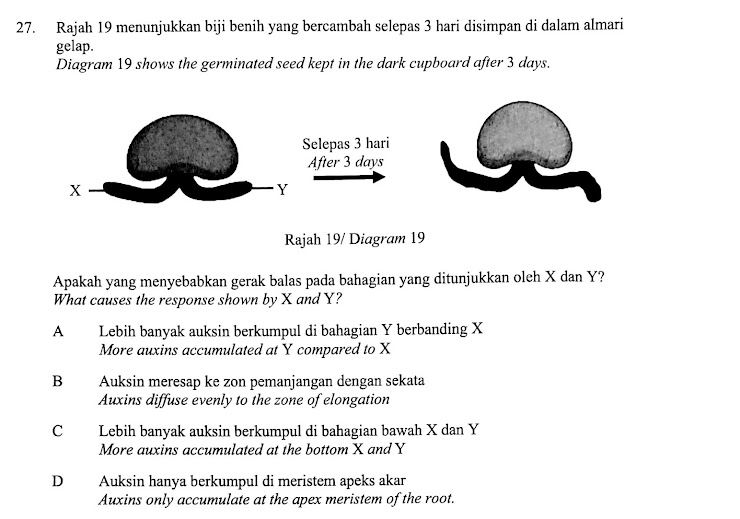 27. Rajah 19 menunjukkan biji benih yang bercambah selepas 3 hari disimpan di dalam almari
gelap.
Diagram 19 shows the germinated seed kept in the dark cupboard after 3 days.
Selepas 3 hari
After 3 days
X
Y
Rajah 19/ Diagram 19
Apakah yang menyebabkan gerak balas pada bahagian yang ditunjukkan oleh X dan Y?
What causes the response shown by X and Y?
A Lebih banyak auksin berkumpul di bahagian Y berbanding X
More auxins accumulated at Y compared to X
B Auksin meresap ke zon pemanjangan dengan sekata
Auxins diffuse evenly to the zone of elongation
C Lebih banyak auksin berkumpul di bahagian bawah X dan Y
More auxins accumulated at the bottom X and Y
D Auksin hanya berkumpul di meristem apeks akar
Auxins only accumulate at the apex meristem of the root.